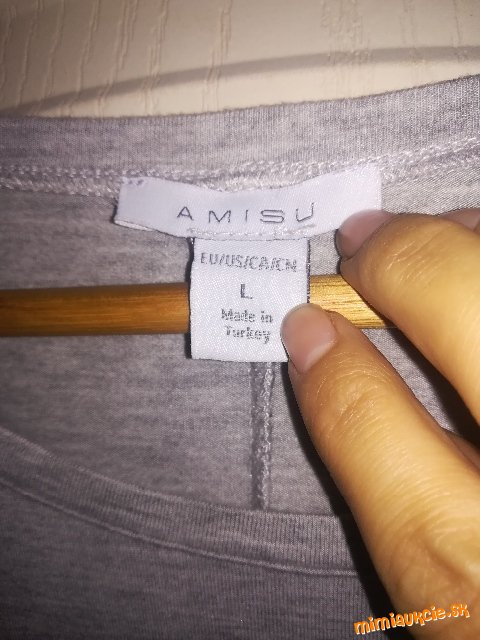 AMISU
EU/US/CA/CN
L
Made in
Turkey
mimiaukcie.sk